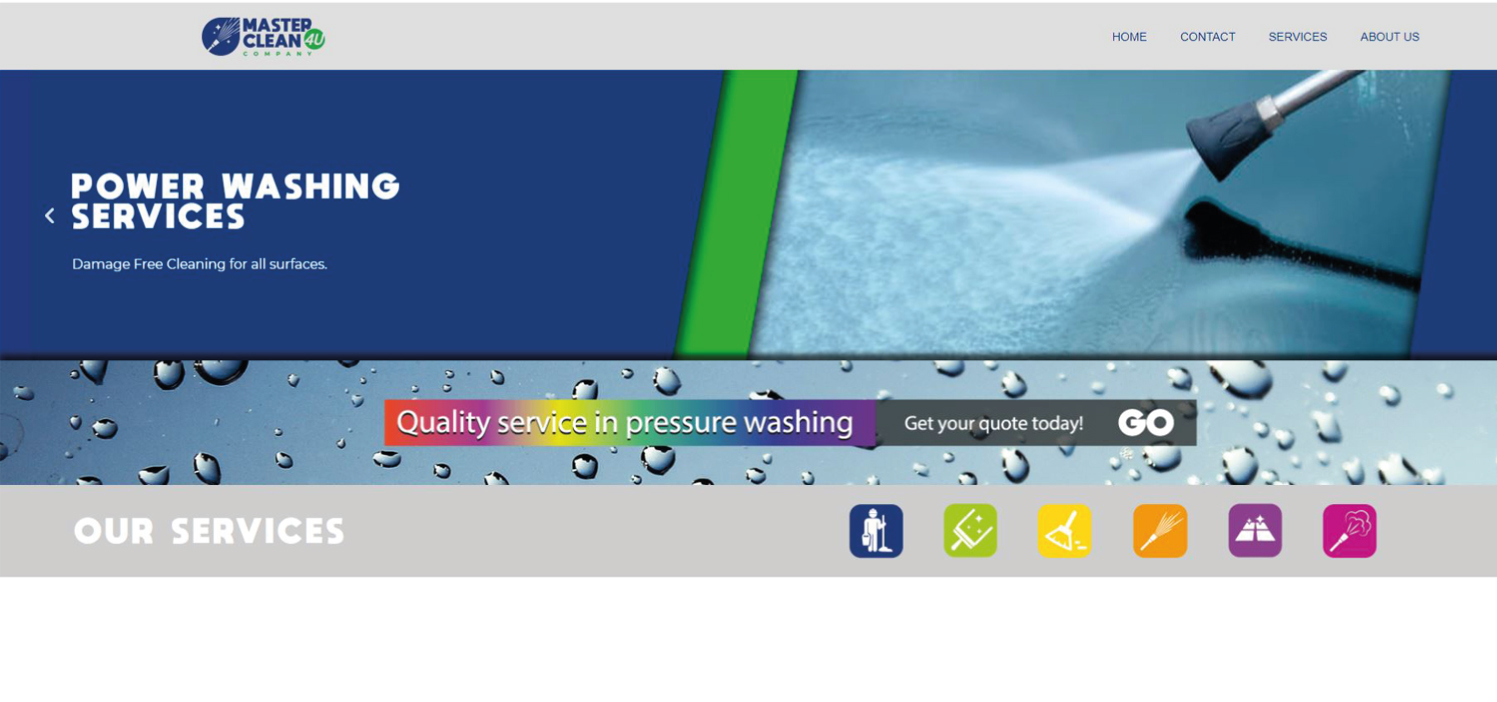 MASTER
CLEAN 4U
COMPANY
HOME CONTACT SERVICES ABOUT US
POWER WASHING
SERVICES
Damage Free Cleaning for all surfaces.
Quality service in pressure washing Get your quote today! GO
OUR SERVICES